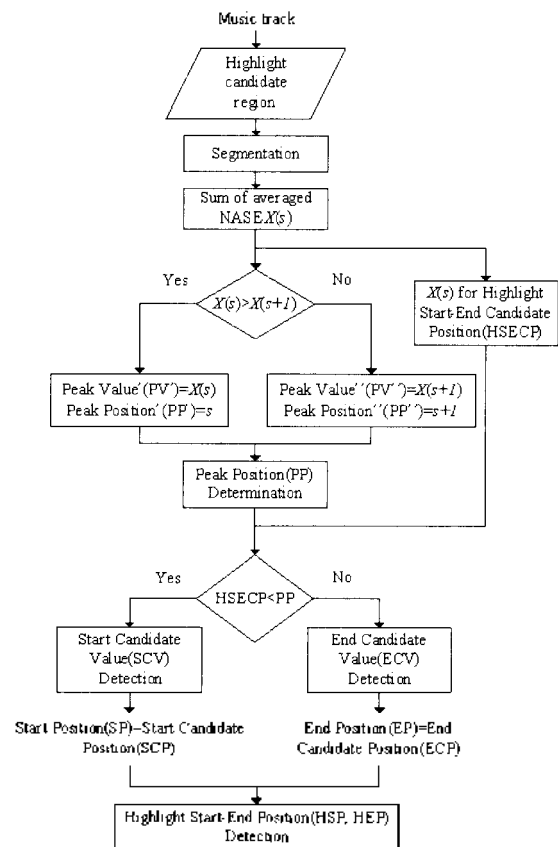 Music track
Highlight
candidate
region
Segmentation
Sum of averaged
NASE X(s)
Yes
No
X(s)>X(s+1)
X(s) for Highlight
Start-End Candidate
Position(HSECP)
Peak Value′(PV′)=X(s)
Peak Position′(PP′)=s
Peak Value′′(PV′′)=X(s+1)
Peak Position′′(PP′′)=s+1
Peak Position(PP)
Determination
Yes
No
HSECP<PP
Start Candidate
Value(SCV)
Detection
End Candidate
Value(ECV)
Detection
Start Position(SP)=Start Candidate
Position(SCP)
End Position(EP)=End
Candidate Position(ECP)
Highlight Start-End Position(HSP, HEP)
Detection